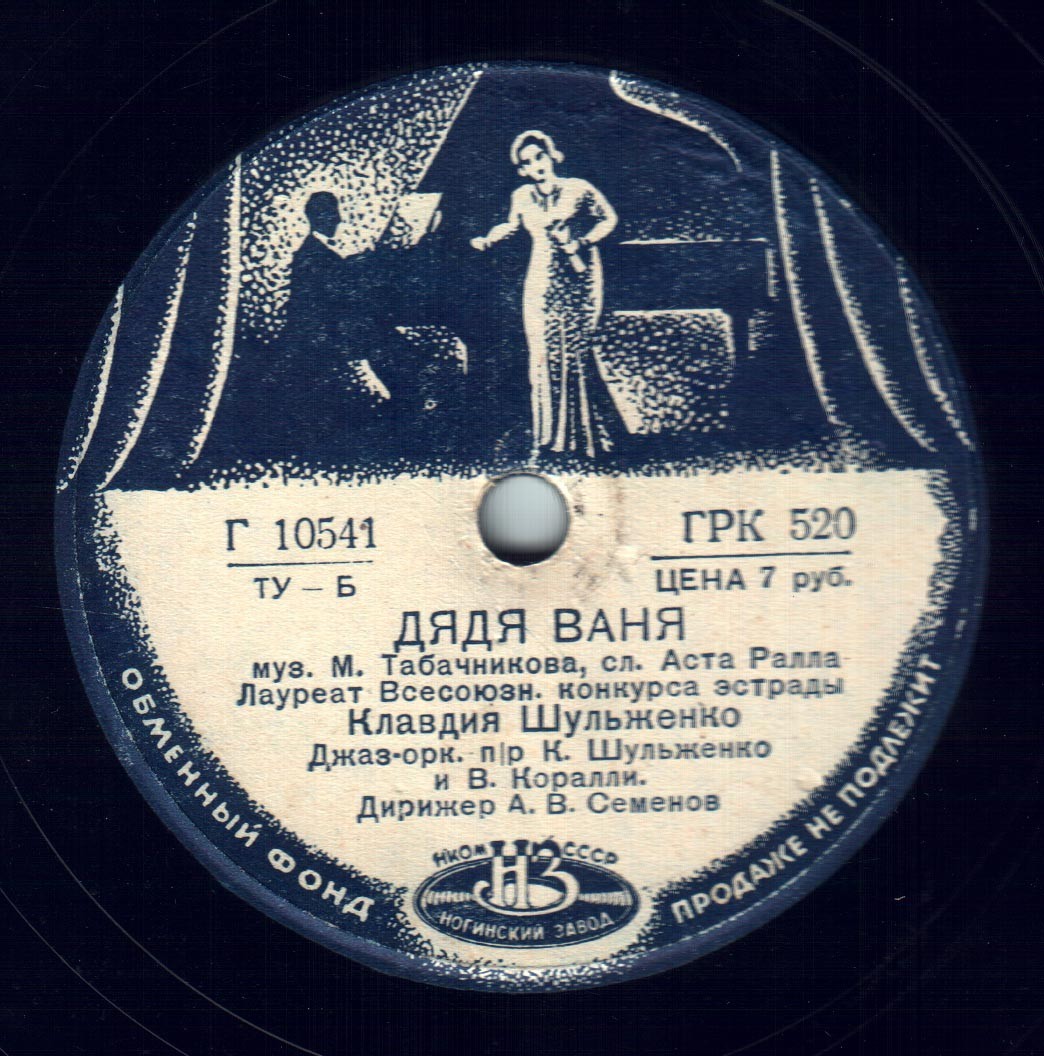 Г 10541
ГРК 520
ТУ – Б
ЦЕНА 7 руб.
ДЯДЯ ВАНЯ
муз. М. Табачникова, сл. Аста Ралла
Лауреат Всесоюзн. конкурса эстрады
Клавдия Шульженко
Джаз-орк. п|р К. Шульженко
и В. Коралли.
Дирижер А. В. Семенов
ОБМЕННЫЙ ФОНД
ПРОДАЖЕ НЕ ПОДЛЕЖИТ
НКОМ СССР
НЗ
НОГИНСКИЙ ЗАВОД